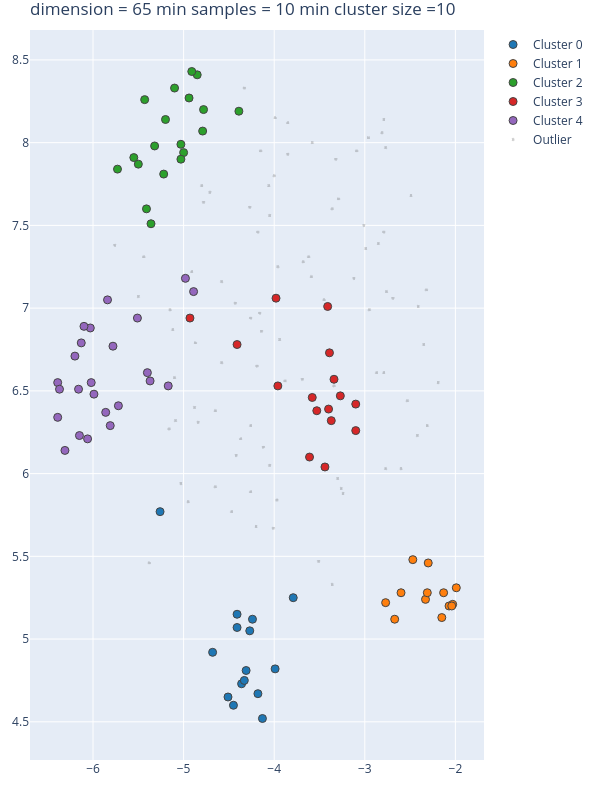 dimension = 65 min samples = 10 min cluster size =10
8.5
8
7.5
7
6.5
6
5.5
5
4.5
−6
−5
−4
−3
−2
Cluster 0
Cluster 1
Cluster 2
Cluster 3
Cluster 4
Outlier